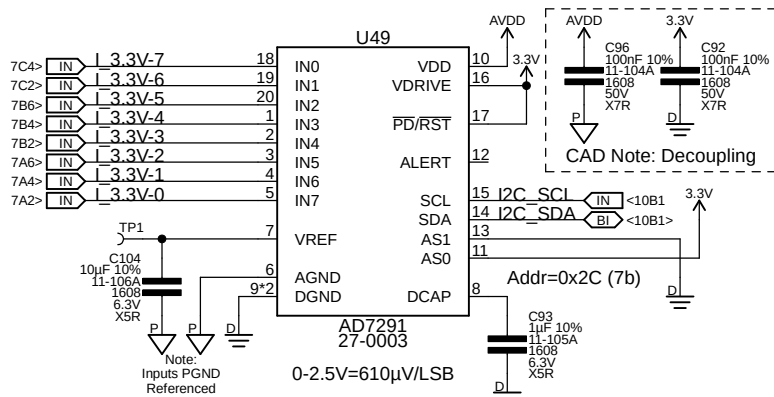 U49
AVDD
AVDD
3.3V
C96
100nF 10%
11-104A
1608
50V
X7R
C92
100nF 10%
11-104A
1608
50V
X7R
P
D
CAD Note: Decoupling
7C4> IN I_3.3V-7 18 IN0
7C2> IN I_3.3V-6 19 IN1
7B6> IN I_3.3V-5 20 IN2
7B4> IN I_3.3V-4 1 IN3
7B2> IN I_3.3V-3 2 IN4
7A6> IN I_3.3V-2 3 IN5
7A4> IN I_3.3V-1 4 IN6
7A2> IN I_3.3V-0 5 IN7
VDD 10
VDRIVE 16 3.3V
PD/RST 17
ALERT 12
SCL 15 I2C_SCL IN <10B1
SDA 14 I2C_SDA BI <10B1>
3.3V
AS1 13
AS0 11
TP1 7 VREF
6 AGND
9*2 DGND
DCAP 8
Addr=0x2C (7b)
D
C104
10µF 10%
11-106A
1608
6.3V
X5R
P
P
D
Note:
Inputs PGND
Referenced
AD7291
27-0003
0-2.5V=610µV/LSB
C93
1µF 10%
11-105A
1608
6.3V
X5R
D